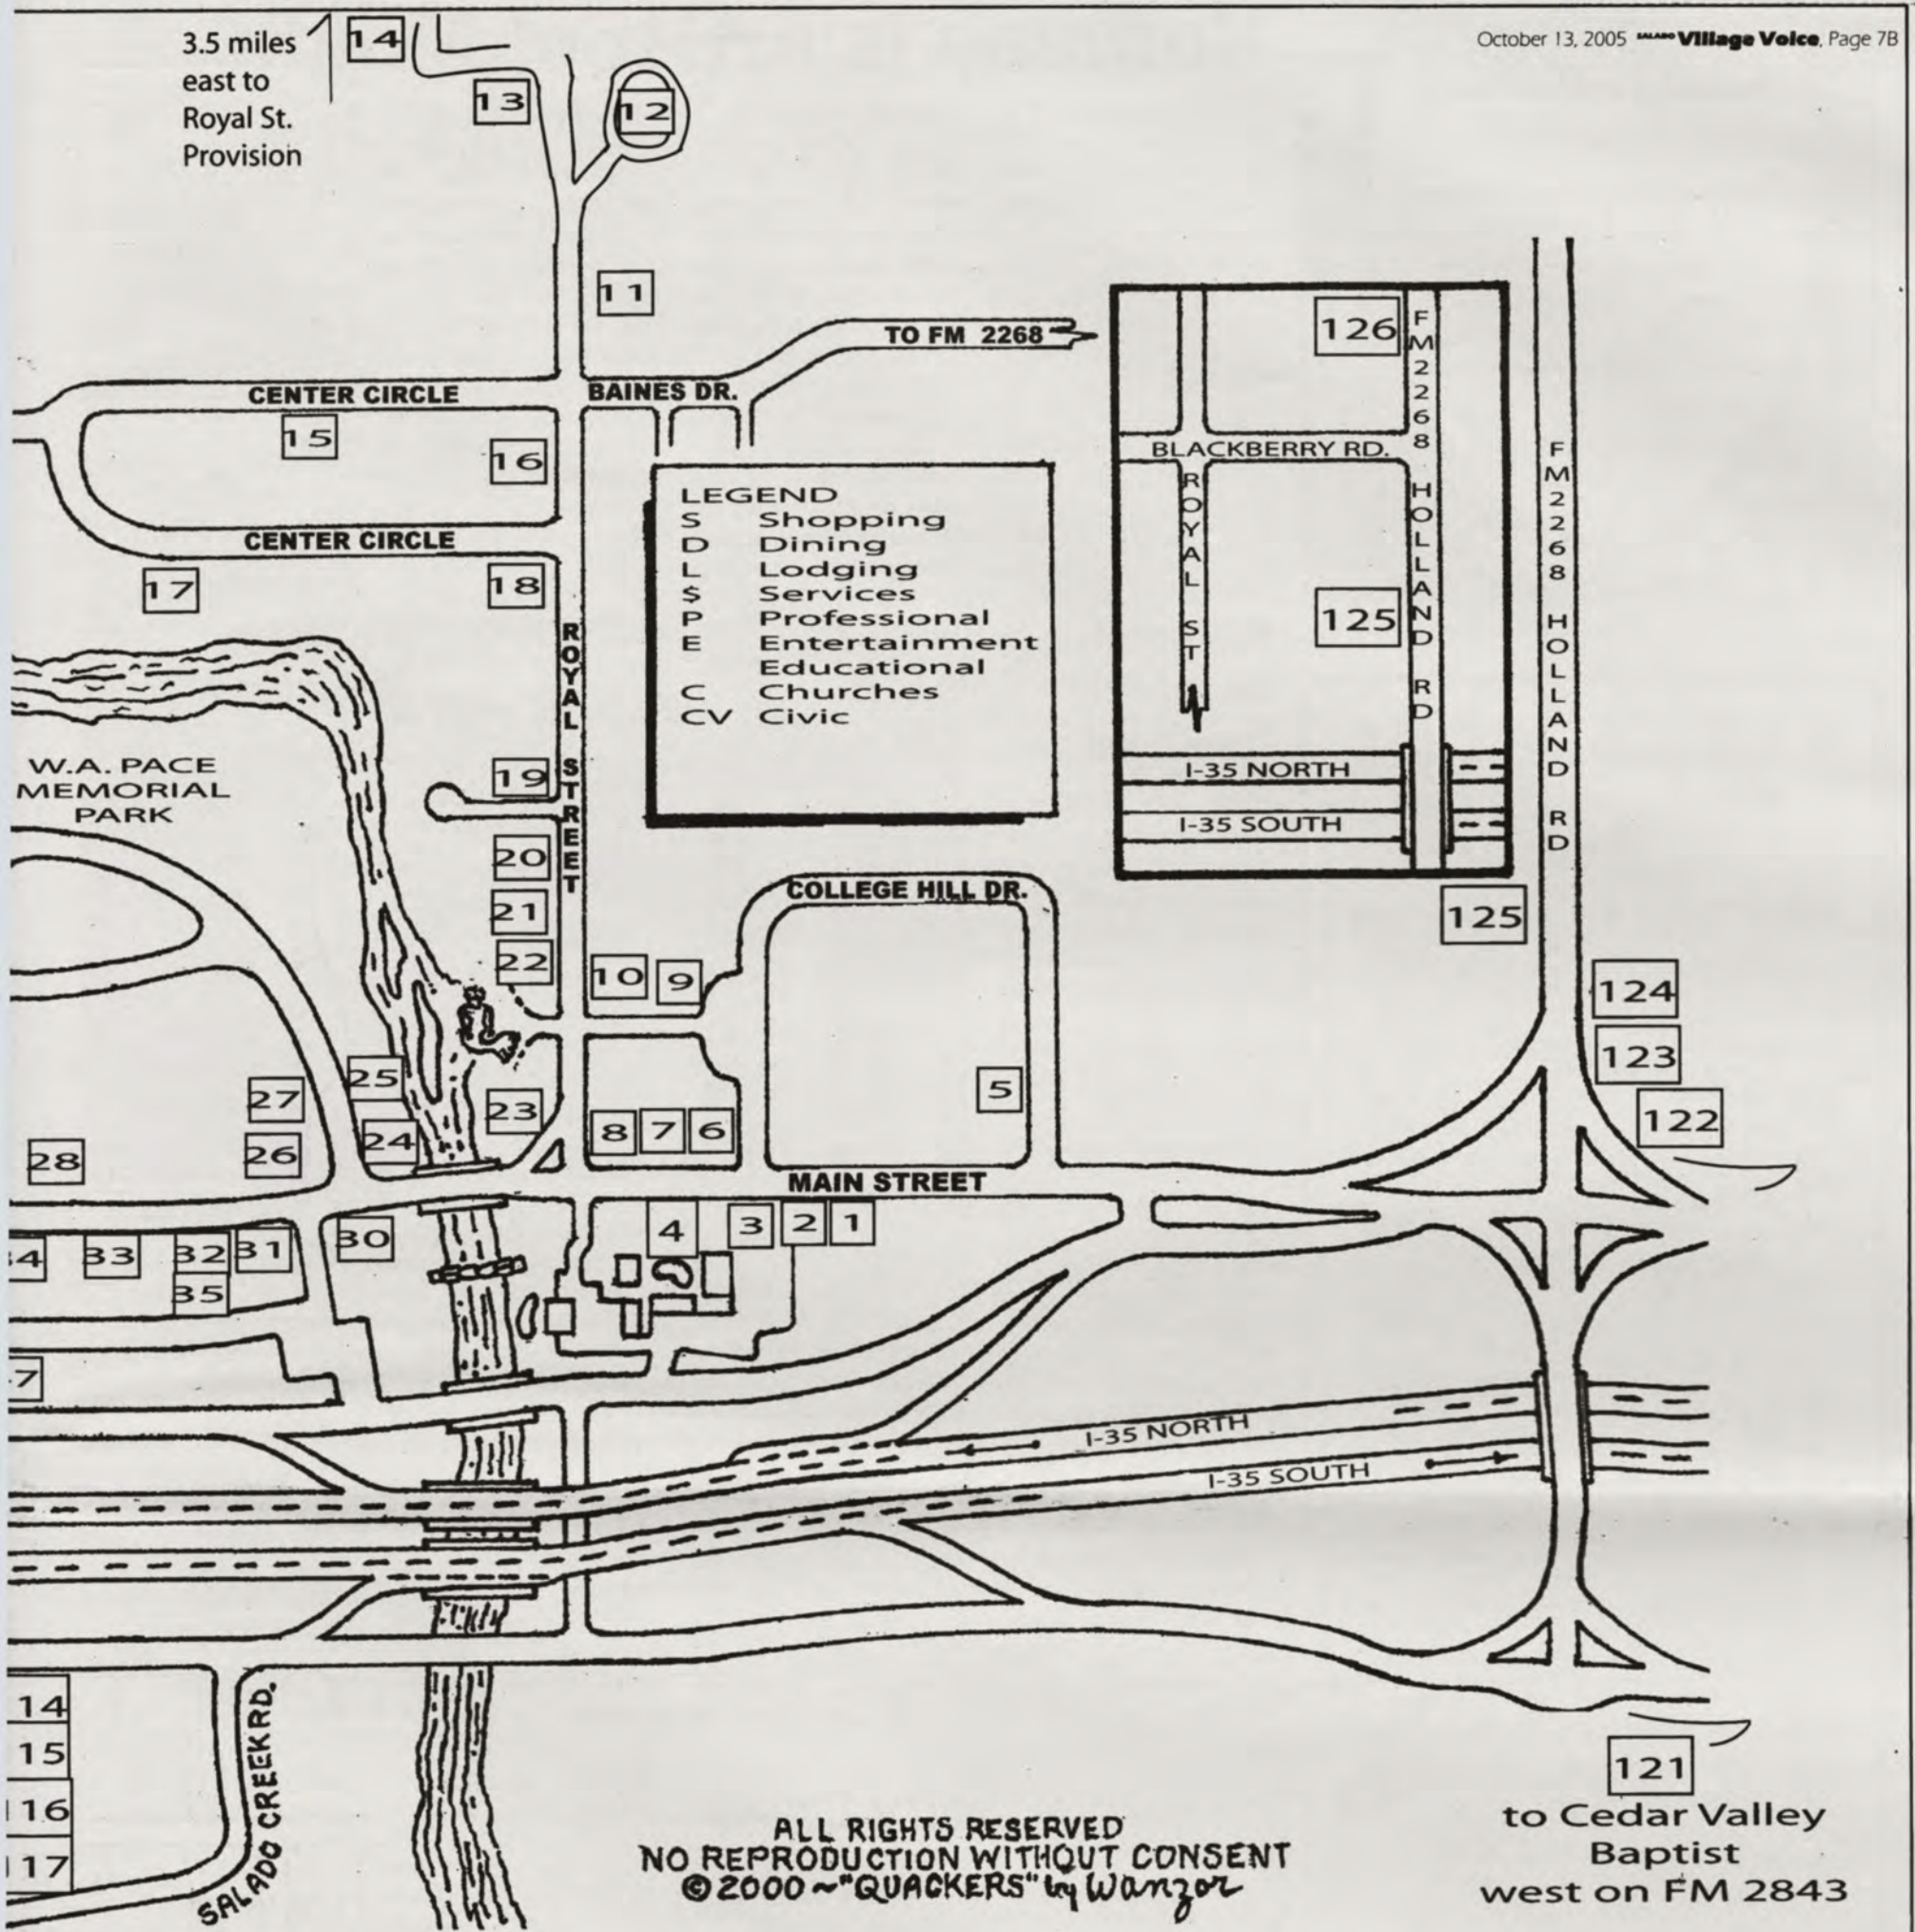 October 13, 2005 SALADO Village Voice, Page 7B
3.5 miles
east to
Royal St.
Provision
14
13
12
11
TO FM 2268
CENTER CIRCLE
BAINES DR.
15
16
CENTER CIRCLE
17
18
ROYAL STREET
LEGEND
S Shopping
D Dining
L Lodging
$ Services
P Professional
E Entertainment
Educational
C Churches
CV Civic
126
FM 2268 HOLLAND RD
BLACKBERRY RD.
ROYAL ST
125
I-35 NORTH
I-35 SOUTH
FM 2268 HOLLAND RD
W.A. PACE
MEMORIAL
PARK
19
20
21
22
COLLEGE HILL DR.
125
10
9
124
123
122
25
27
23
5
24
26
28
8
7
6
MAIN STREET
4
3
2
1
30
31
32
33
34
35
7
I-35 NORTH
I-35 SOUTH
14
15
116
117
SALADO CREEK RD.
121
to Cedar Valley
Baptist
west on FM 2843
ALL RIGHTS RESERVED
NO REPRODUCTION WITHOUT CONSENT
© 2000 ~ "QUACKERS" by Wanzor